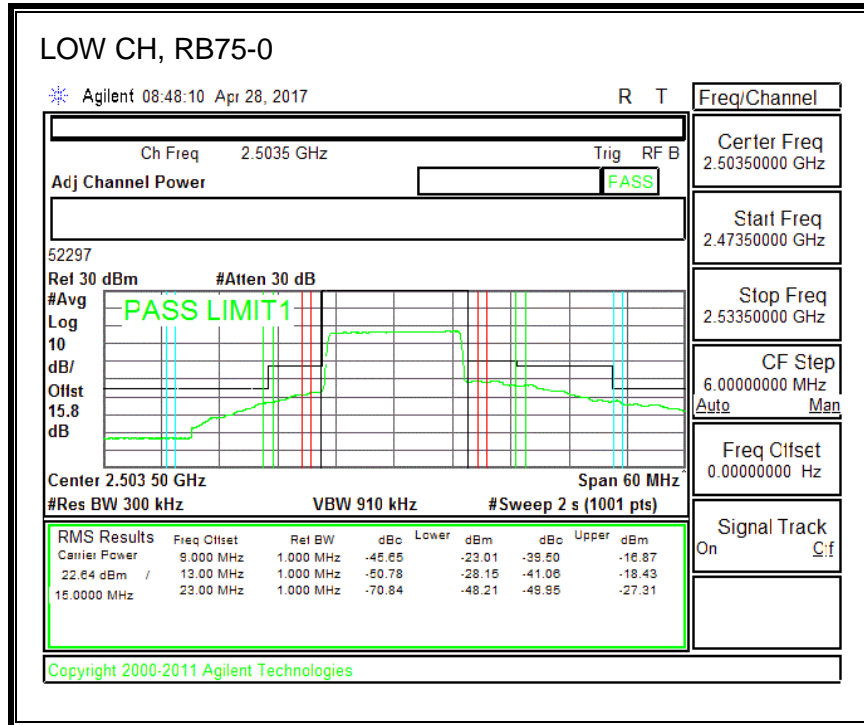 LOW CH, RB75-0
Agilent 08:48:10 Apr 28, 2017 R T
Freq/Channel
Ch Freq 2.5035 GHz Trig RF B
Adj Channel Power PASS
Center Freq
2.50350000 GHz
Start Freq
2.47350000 GHz
Stop Freq
2.53350000 GHz
CF Step
6.00000000 MHz
Auto Man
Freq Offset
0.00000000 Hz
Signal Track
On Off
52297
Ref 30 dBm #Atten 30 dB
#Avg
Log
10
dB/
Offst
15.8
dB
PASS LIMIT1
Center 2.503 50 GHz Span 60 MHz
#Res BW 300 kHz VBW 910 kHz #Sweep 2 s (1001 pts)
RMS Results Freq Offset Ref BW dBc Lower dBm dBc Upper dBm
Carrier Power 9.000 MHz 1.000 MHz -45.65 -23.01 -39.50 -16.87
22.64 dBm / 13.00 MHz 1.000 MHz -50.78 -28.15 -41.06 -18.43
15.0000 MHz 23.00 MHz 1.000 MHz -70.84 -48.21 -49.95 -27.31
Copyright 2000-2011 Agilent Technologies